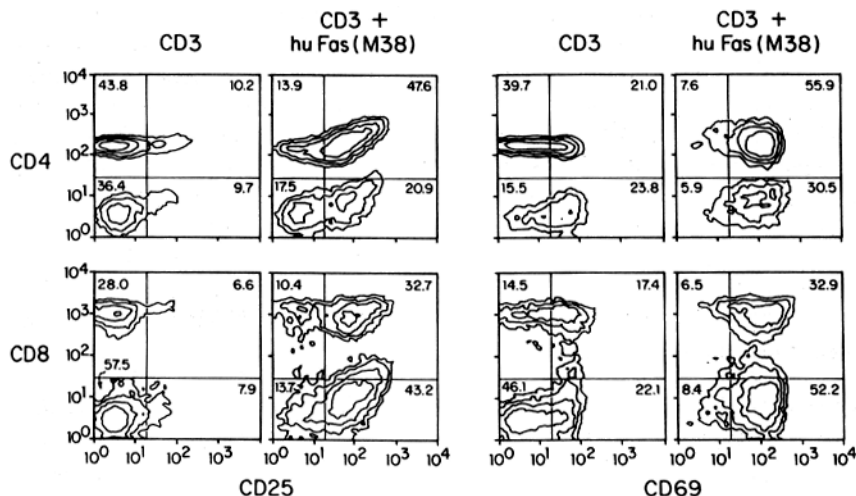 CD3 + CD3 +
CD3 hu Fas (M38) CD3 hu Fas (M38)
10⁴ 43.8 10.2 13.9 47.6 39.7 21.0 7.6 55.9
10³
CD4 10²
36.4 9.7 17.5 20.9 15.5 23.8 5.9 30.5
10¹
10⁰
10⁴ 28.0 6.6 10.4 32.7 14.5 17.4 6.5 32.9
10³
CD8 10²
57.5
7.9 13.7 43.2 46.1 22.1 8.4 52.2
10¹
10⁰
10⁰ 10¹ 10² 10³ 10⁰ 10¹ 10² 10³ 10⁴ 10⁰ 10¹ 10² 10³ 10⁰ 10¹ 10² 10³ 10⁴
CD25 CD69